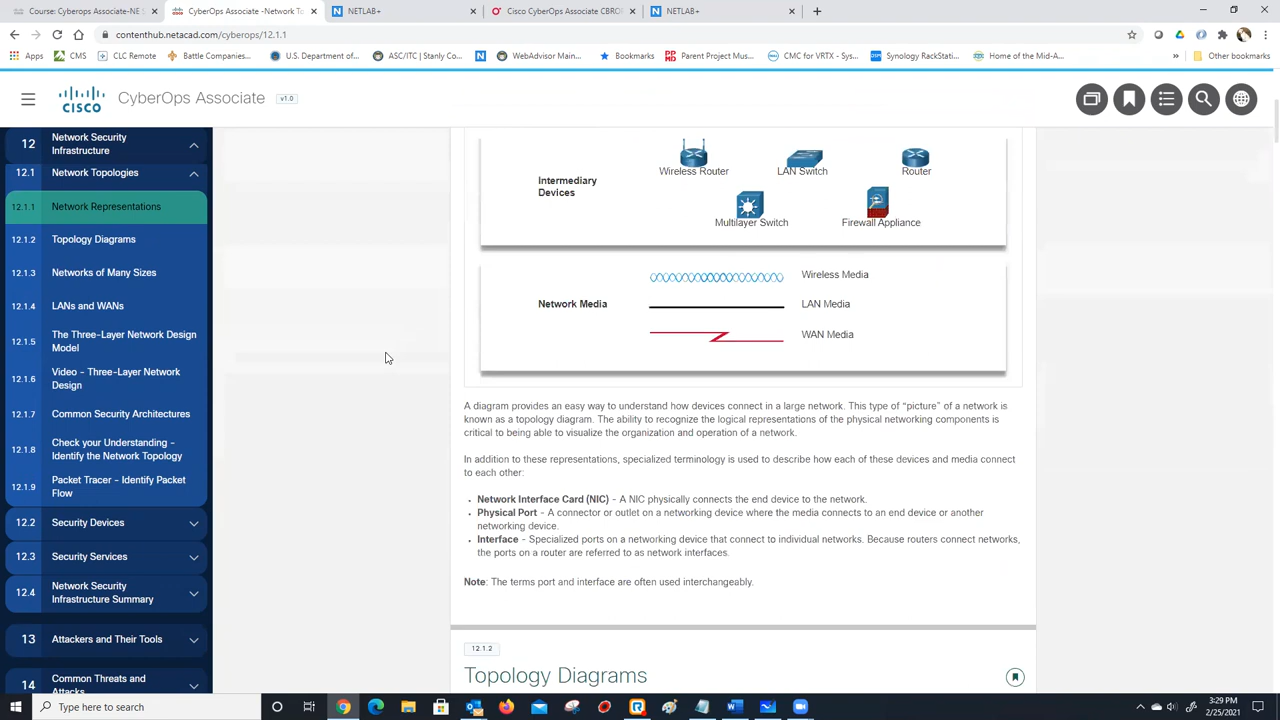 Course: CyberOps Associate-NE S
CyberOps Associate -Network To
NETLAB+
Cisco CyberOps Associate CBROP
NETLAB+
contenthub.netacad.com/cyberops/12.1.1
Apps
CMS
CLC Remote
Battle Companies...
U.S. Department of...
ASC/ITC | Stanly Co...
WebAdvisor Main...
Bookmarks
Parent Project Mus...
CMC for VRTX - Sys...
Synology RackStati...
Home of the Mid-A...
Other bookmarks
CISCO
CyberOps Associate
v1.0
12
Network Security
Infrastructure
12.1 Network Topologies
12.1.1 Network Representations
12.1.2 Topology Diagrams
12.1.3 Networks of Many Sizes
12.1.4 LANs and WANs
12.1.5 The Three-Layer Network Design
Model
12.1.6 Video - Three-Layer Network
Design
12.1.7 Common Security Architectures
12.1.8 Check your Understanding -
Identify the Network Topology
12.1.9 Packet Tracer - Identify Packet
Flow
12.2 Security Devices
12.3 Security Services
12.4 Network Security
Infrastructure Summary
13 Attackers and Their Tools
14 Common Threats and
Attacks
Intermediary
Devices
Wireless Router
LAN Switch
Router
Multilayer Switch
Firewall Appliance
Network Media
Wireless Media
LAN Media
WAN Media
A diagram provides an easy way to understand how devices connect in a large network. This type of “picture” of a network is
known as a topology diagram. The ability to recognize the logical representations of the physical networking components is
critical to being able to visualize the organization and operation of a network.
In addition to these representations, specialized terminology is used to describe how each of these devices and media connect
to each other:
• Network Interface Card (NIC) - A NIC physically connects the end device to the network.
• Physical Port - A connector or outlet on a networking device where the media connects to an end device or another
networking device.
• Interface - Specialized ports on a networking device that connect to individual networks. Because routers connect networks,
the ports on a router are referred to as network interfaces.
Note: The terms port and interface are often used interchangeably.
12.1.2
Topology Diagrams
Type here to search
3:29 PM
2/25/2021